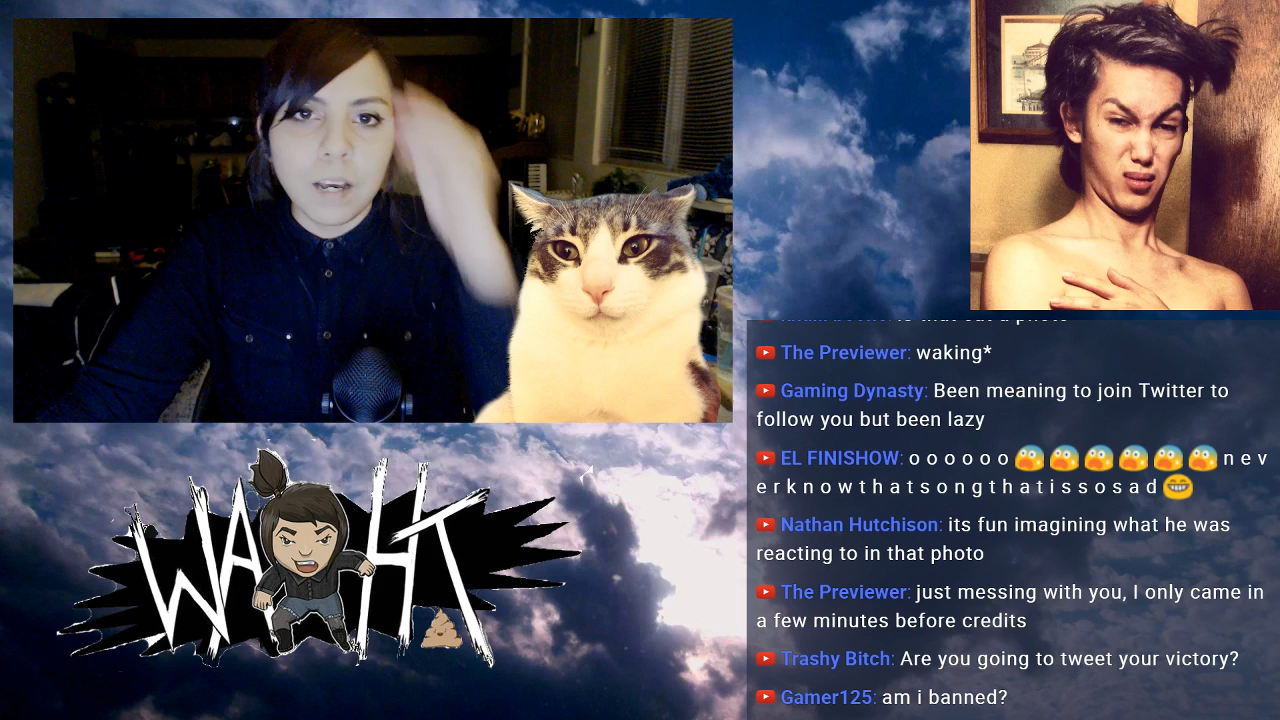 WAHT
The Previewer: waking*
Gaming Dynasty: Been meaning to join Twitter to
follow you but been lazy
EL FINISHOW: o o o o o o 😨😨😨😨😨😨 n e v
e r k n o w t h a t s o n g t h a t i s s o s a d 😁
Nathan Hutchison: its fun imagining what he was
reacting to in that photo
The Previewer: just messing with you, I only came in
a few minutes before credits
Trashy Bitch: Are you going to tweet your victory?
Gamer125: am i banned?